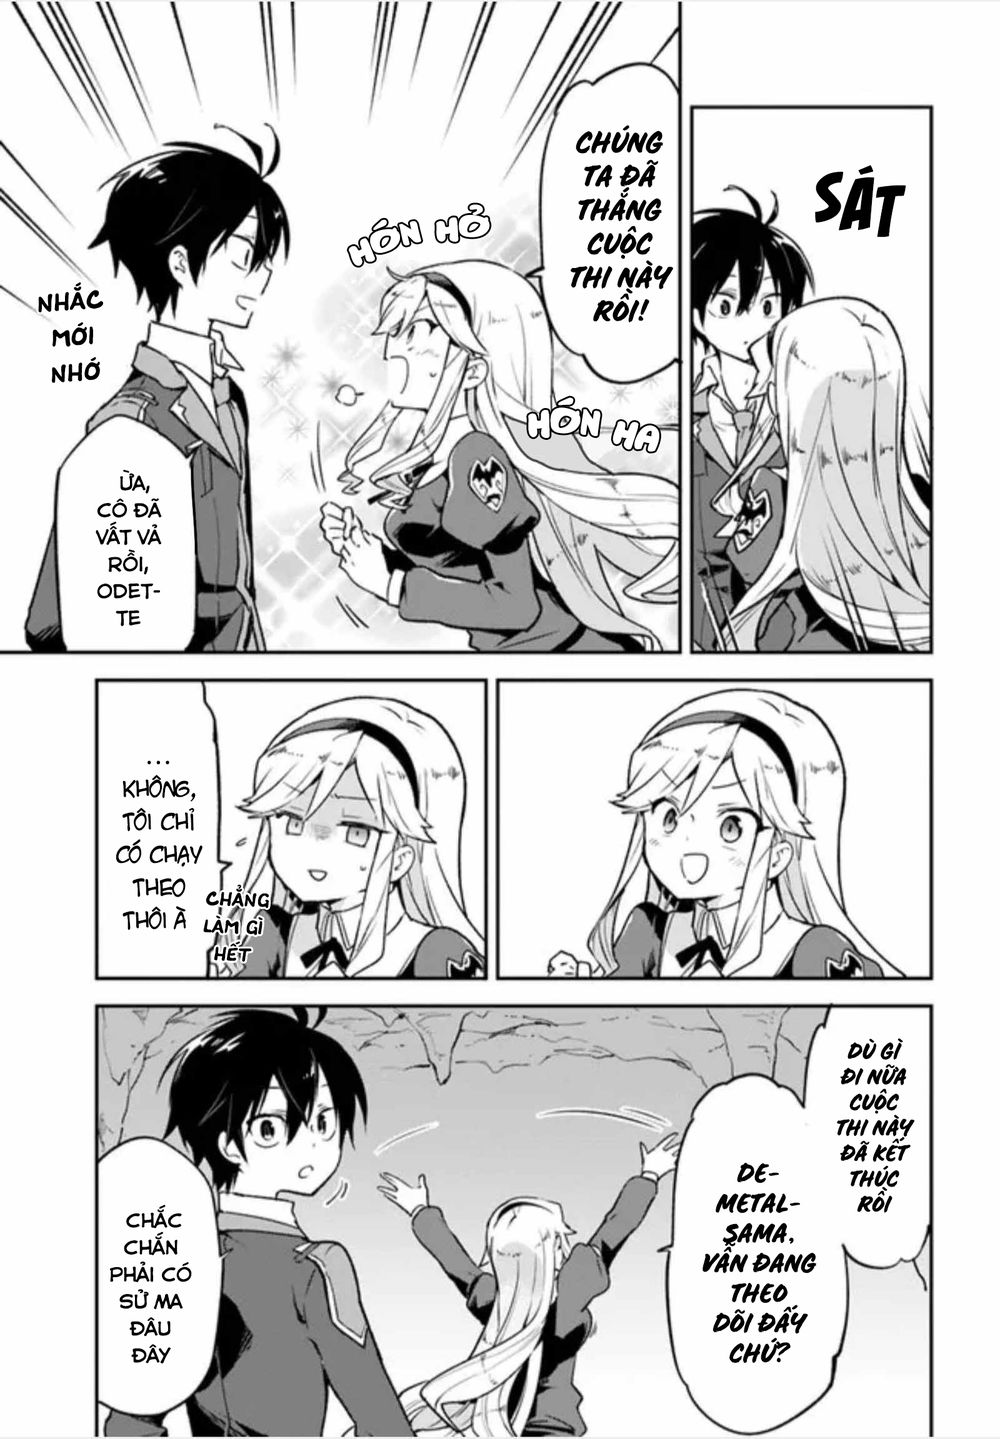 SÁT
CHÚNG
TA ĐÃ
THẮNG
CUỘC
THI NÀY
RỒI!
HỚN HỞ
HỚN HA
NHẮC
MỚI
NHỚ
ỪA,
CÔ ĐÃ
VẤT VẢ
RỒI,
ODET-
TE
...
KHÔNG,
TÔI CHỈ
CÓ CHẠY
THEO
THÔI À
CHẲNG
LÀM GÌ
HẾT
DÙ GÌ
ĐI NỮA
CUỘC
THI NÀY
ĐÃ KẾT
THÚC
RỒI
DE-
METAL-
SAMA,
VẪN ĐANG
THEO
DÕI ĐẤY
CHỨ?
CHẮC
CHẮN
PHẢI CÓ
SỬ MA
ĐÂU
ĐÂY